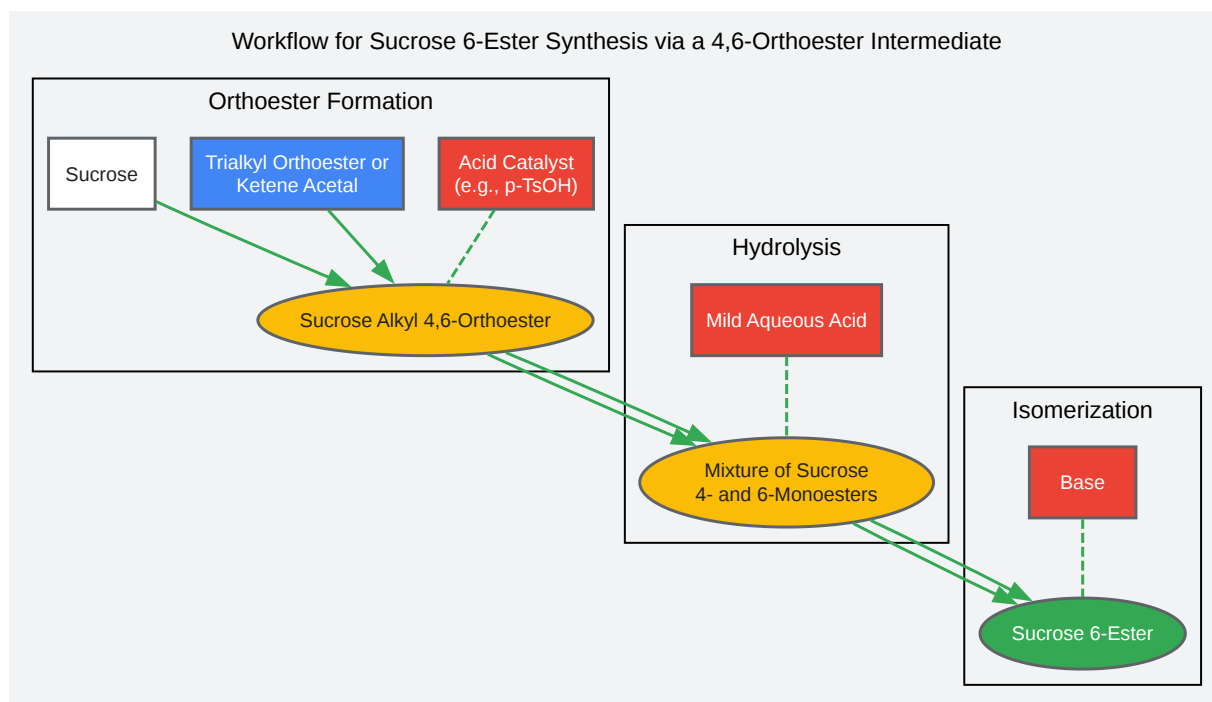 Workflow for Sucrose 6-Ester Synthesis via a 4,6-Orthoester Intermediate
Orthoester Formation
Sucrose
Trialkyl Orthoester or
Ketene Acetal
Acid Catalyst
(e.g., p-TsOH)
Sucrose Alkyl 4,6-Orthoester
Hydrolysis
Mild Aqueous Acid
Mixture of Sucrose
4- and 6-Monoesters
Isomerization
Base
Sucrose 6-Ester